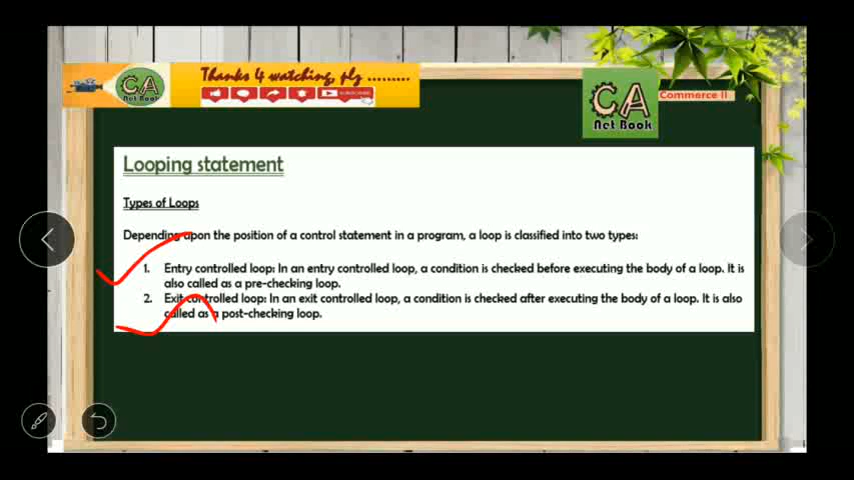 Thanks 4 watching, plz .........
CA
Net Book
SUBSCRIBE
CA
Net Book
Commerce II
Looping statement
Types of Loops
Depending upon the position of a control statement in a program, a loop is classified into two types:
1. Entry controlled loop: In an entry controlled loop, a condition is checked before executing the body of a loop. It is
also called as a pre-checking loop.
2. Exit controlled loop: In an exit controlled loop, a condition is checked after executing the body of a loop. It is also
called as a post-checking loop.